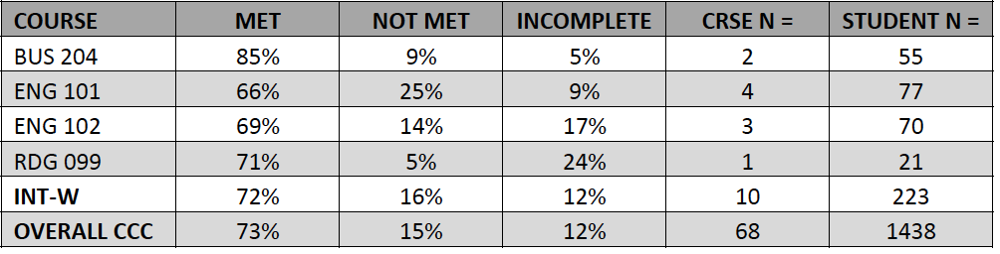 COURSE MET NOT MET INCOMPLETE CRSE N = STUDENT N =
BUS 204 85% 9% 5% 2 55
ENG 101 66% 25% 9% 4 77
ENG 102 69% 14% 17% 3 70
RDG 099 71% 5% 24% 1 21
INT-W 72% 16% 12% 10 223
OVERALL CCC 73% 15% 12% 68 1438